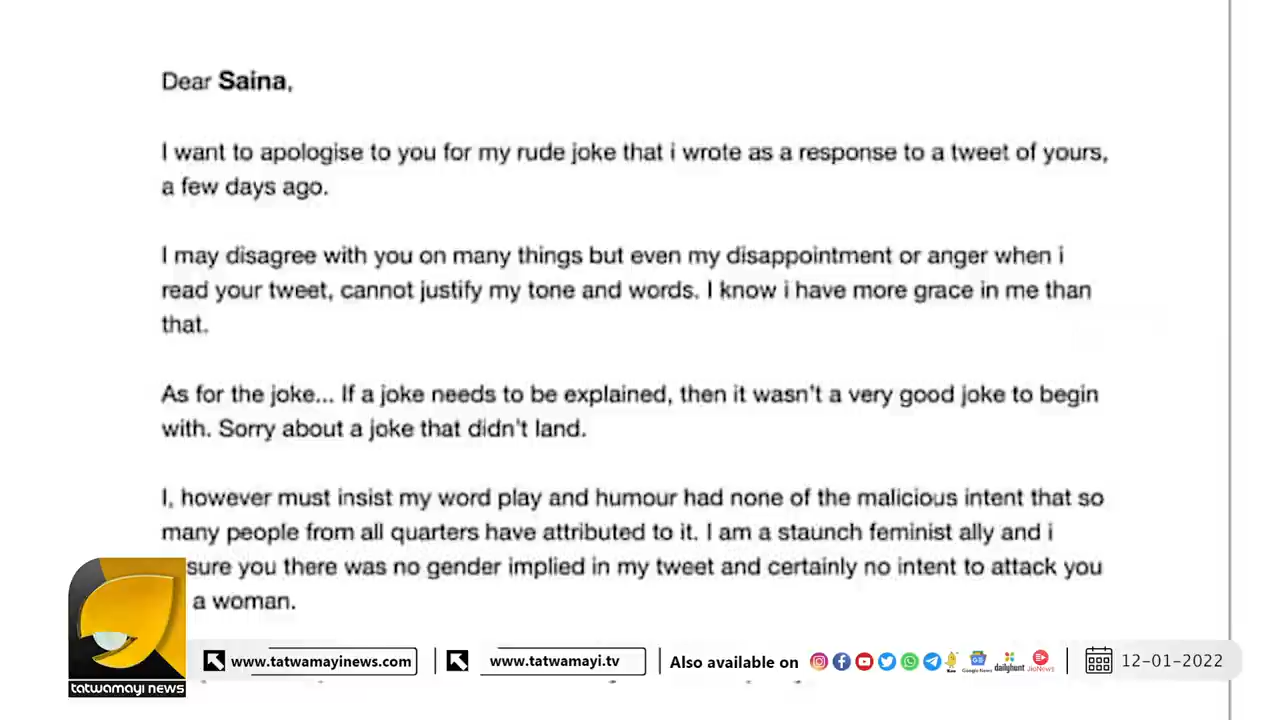 Dear Saina,
I want to apologise to you for my rude joke that i wrote as a response to a tweet of yours,
a few days ago.
I may disagree with you on many things but even my disappointment or anger when i
read your tweet, cannot justify my tone and words. I know i have more grace in me than
that.
As for the joke... If a joke needs to be explained, then it wasn't a very good joke to begin
with. Sorry about a joke that didn't land.
I, however must insist my word play and humour had none of the malicious intent that so
many people from all quarters have attributed to it. I am a staunch feminist ally and i
sure you there was no gender implied in my tweet and certainly no intent to attack you
a woman.
tatwamayi news
www.tatwamayinews.com
www.tatwamayi.tv
Also available on
Google News
dailyhunt
JioNews
12-01-2022